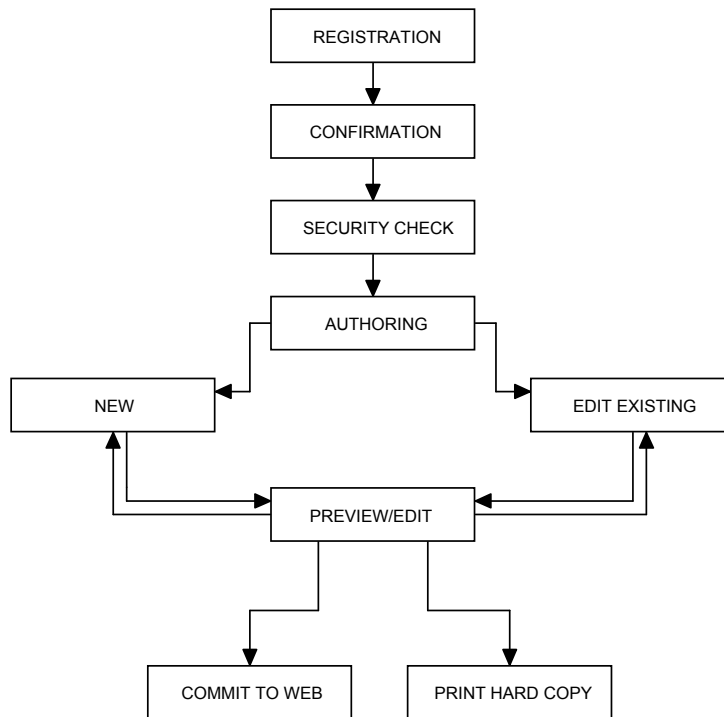 REGISTRATION
CONFIRMATION
SECURITY CHECK
AUTHORING
NEW
EDIT EXISTING
PREVIEW/EDIT
COMMIT TO WEB
PRINT HARD COPY